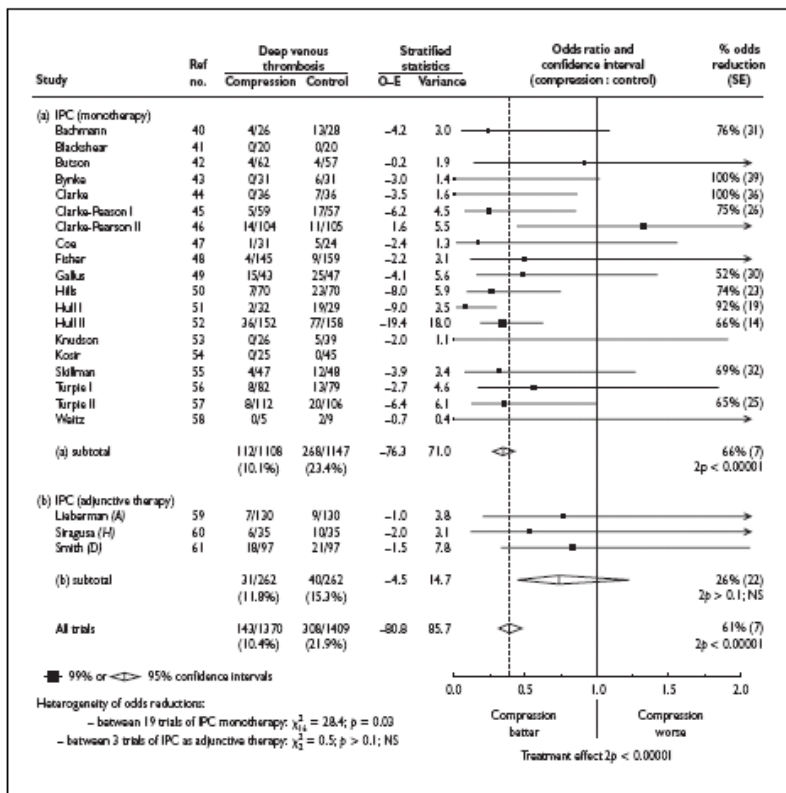 Deep venous Stratified Odds ratio and % odds
Ref thrombosis statistics confidence interval reduction
Study no. Compression Control O–E Variance (compression : control) (SE)
(a) IPC (monotherapy)
Bachmann 40 4/26 13/28 –4.2 3.0 76% (31)
Blackshear 41 0/20 0/20
Butson 42 4/62 4/57 –0.2 1.9
Bynke 43 0/31 6/31 –3.0 1.4 100% (39)
Clarke 44 0/36 7/36 –3.5 1.6 100% (36)
Clarke-Peason I 45 5/59 17/57 –6.2 4.5 75% (26)
Clarke-Pearson II 46 14/104 11/105 1.6 5.5
Coe 47 1/31 5/24 –2.4 1.3
Fisher 48 4/145 9/159 –2.2 3.1
Gallus 49 15/43 25/47 –4.1 5.6 52% (30)
Hills 50 7/70 23/70 –8.0 5.9 74% (23)
Hull I 51 2/32 19/29 –9.0 3.5 92% (19)
Hull II 52 36/152 77/158 –19.4 18.0 66% (14)
Knudson 53 0/26 5/39 –2.0 1.1
Kosir 54 0/25 0/45
Skillman 55 4/47 12/48 –3.9 3.4 69% (32)
Turpie I 56 8/82 13/79 –2.7 4.6
Turpie II 57 8/112 20/106 –6.4 6.1 65% (25)
Weitz 58 0/5 2/9 –0.7 0.4
(a) subtotal 112/1108 268/1147 –76.3 71.0 66% (7)
(10.1%) (23.4%) 2p < 0.00001
(b) IPC (adjunctive therapy)
Lieberman (A) 59 7/130 9/130 –1.0 3.8
Siragusa (H) 60 6/35 10/35 –2.0 3.1
Smith (D) 61 18/97 21/97 –1.5 7.8
(b) subtotal 31/262 40/262 –4.5 14.7 26% (22)
(11.8%) (15.3%) 2p > 0.1; NS
All trials 143/1370 308/1409 –80.8 85.7 61% (7)
(10.4%) (21.9%) 2p < 0.00001
99% or 95% confidence intervals
0.0 0.5 1.0 1.5 2.0
Heterogeneity of odds reductions:
– between 19 trials of IPC monotherapy: χ²₁₆ = 28.4; p = 0.03
– between 3 trials of IPC as adjunctive therapy: χ²₂ = 0.5; p > 0.1; NS
Compression Compression
better worse
Treatment effect 2p < 0.00001